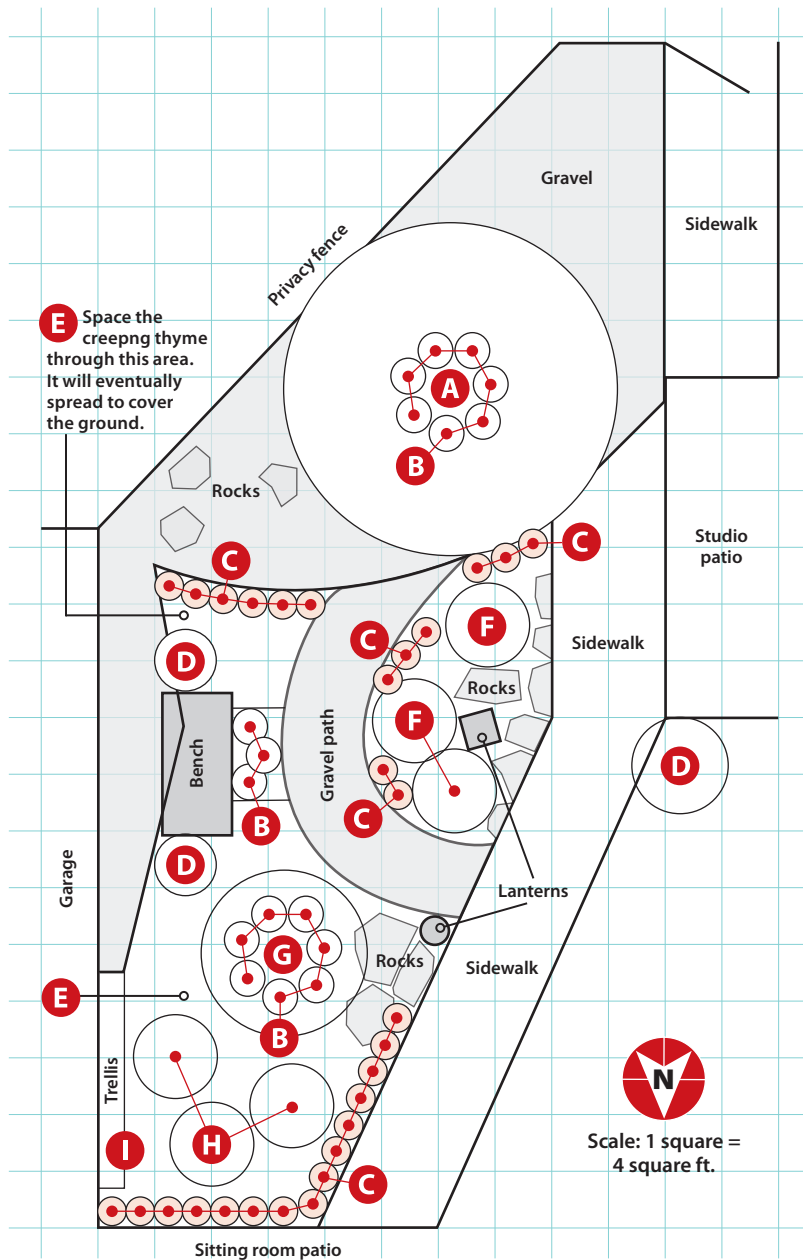 Gravel
Sidewalk
Privacy fence
E Space the
creepng thyme
through this area.
It will eventually
spread to cover
the ground.
A
B
Rocks
C
C
Studio
patio
F
C
Sidewalk
D
Rocks
F
Bench
Gravel path
D
C
B
Garage
D
Lanterns
G
Rocks
Sidewalk
E
B
Trellis
N
H
I
Scale: 1 square =
4 square ft.
C
Sitting room patio